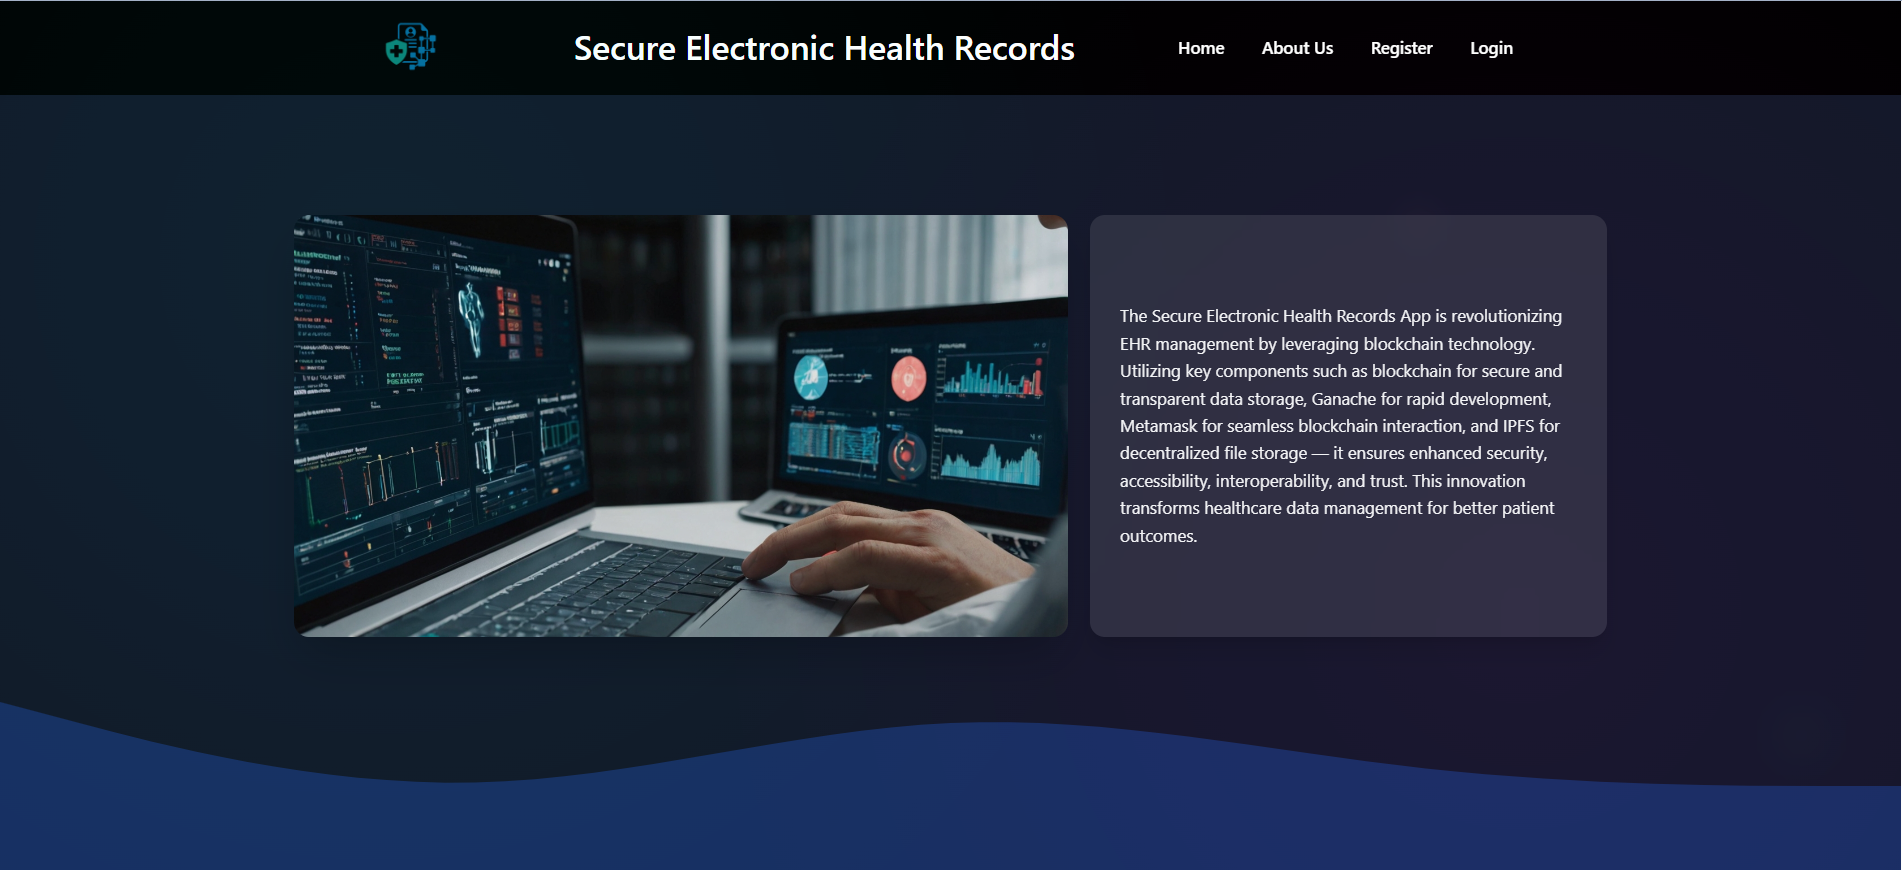 Secure Electronic Health Records
Home
About Us
Register
Login
The Secure Electronic Health Records App is revolutionizing
EHR management by leveraging blockchain technology.
Utilizing key components such as blockchain for secure and
transparent data storage, Ganache for rapid development,
Metamask for seamless blockchain interaction, and IPFS for
decentralized file storage — it ensures enhanced security,
accessibility, interoperability, and trust. This innovation
transforms healthcare data management for better patient
outcomes.